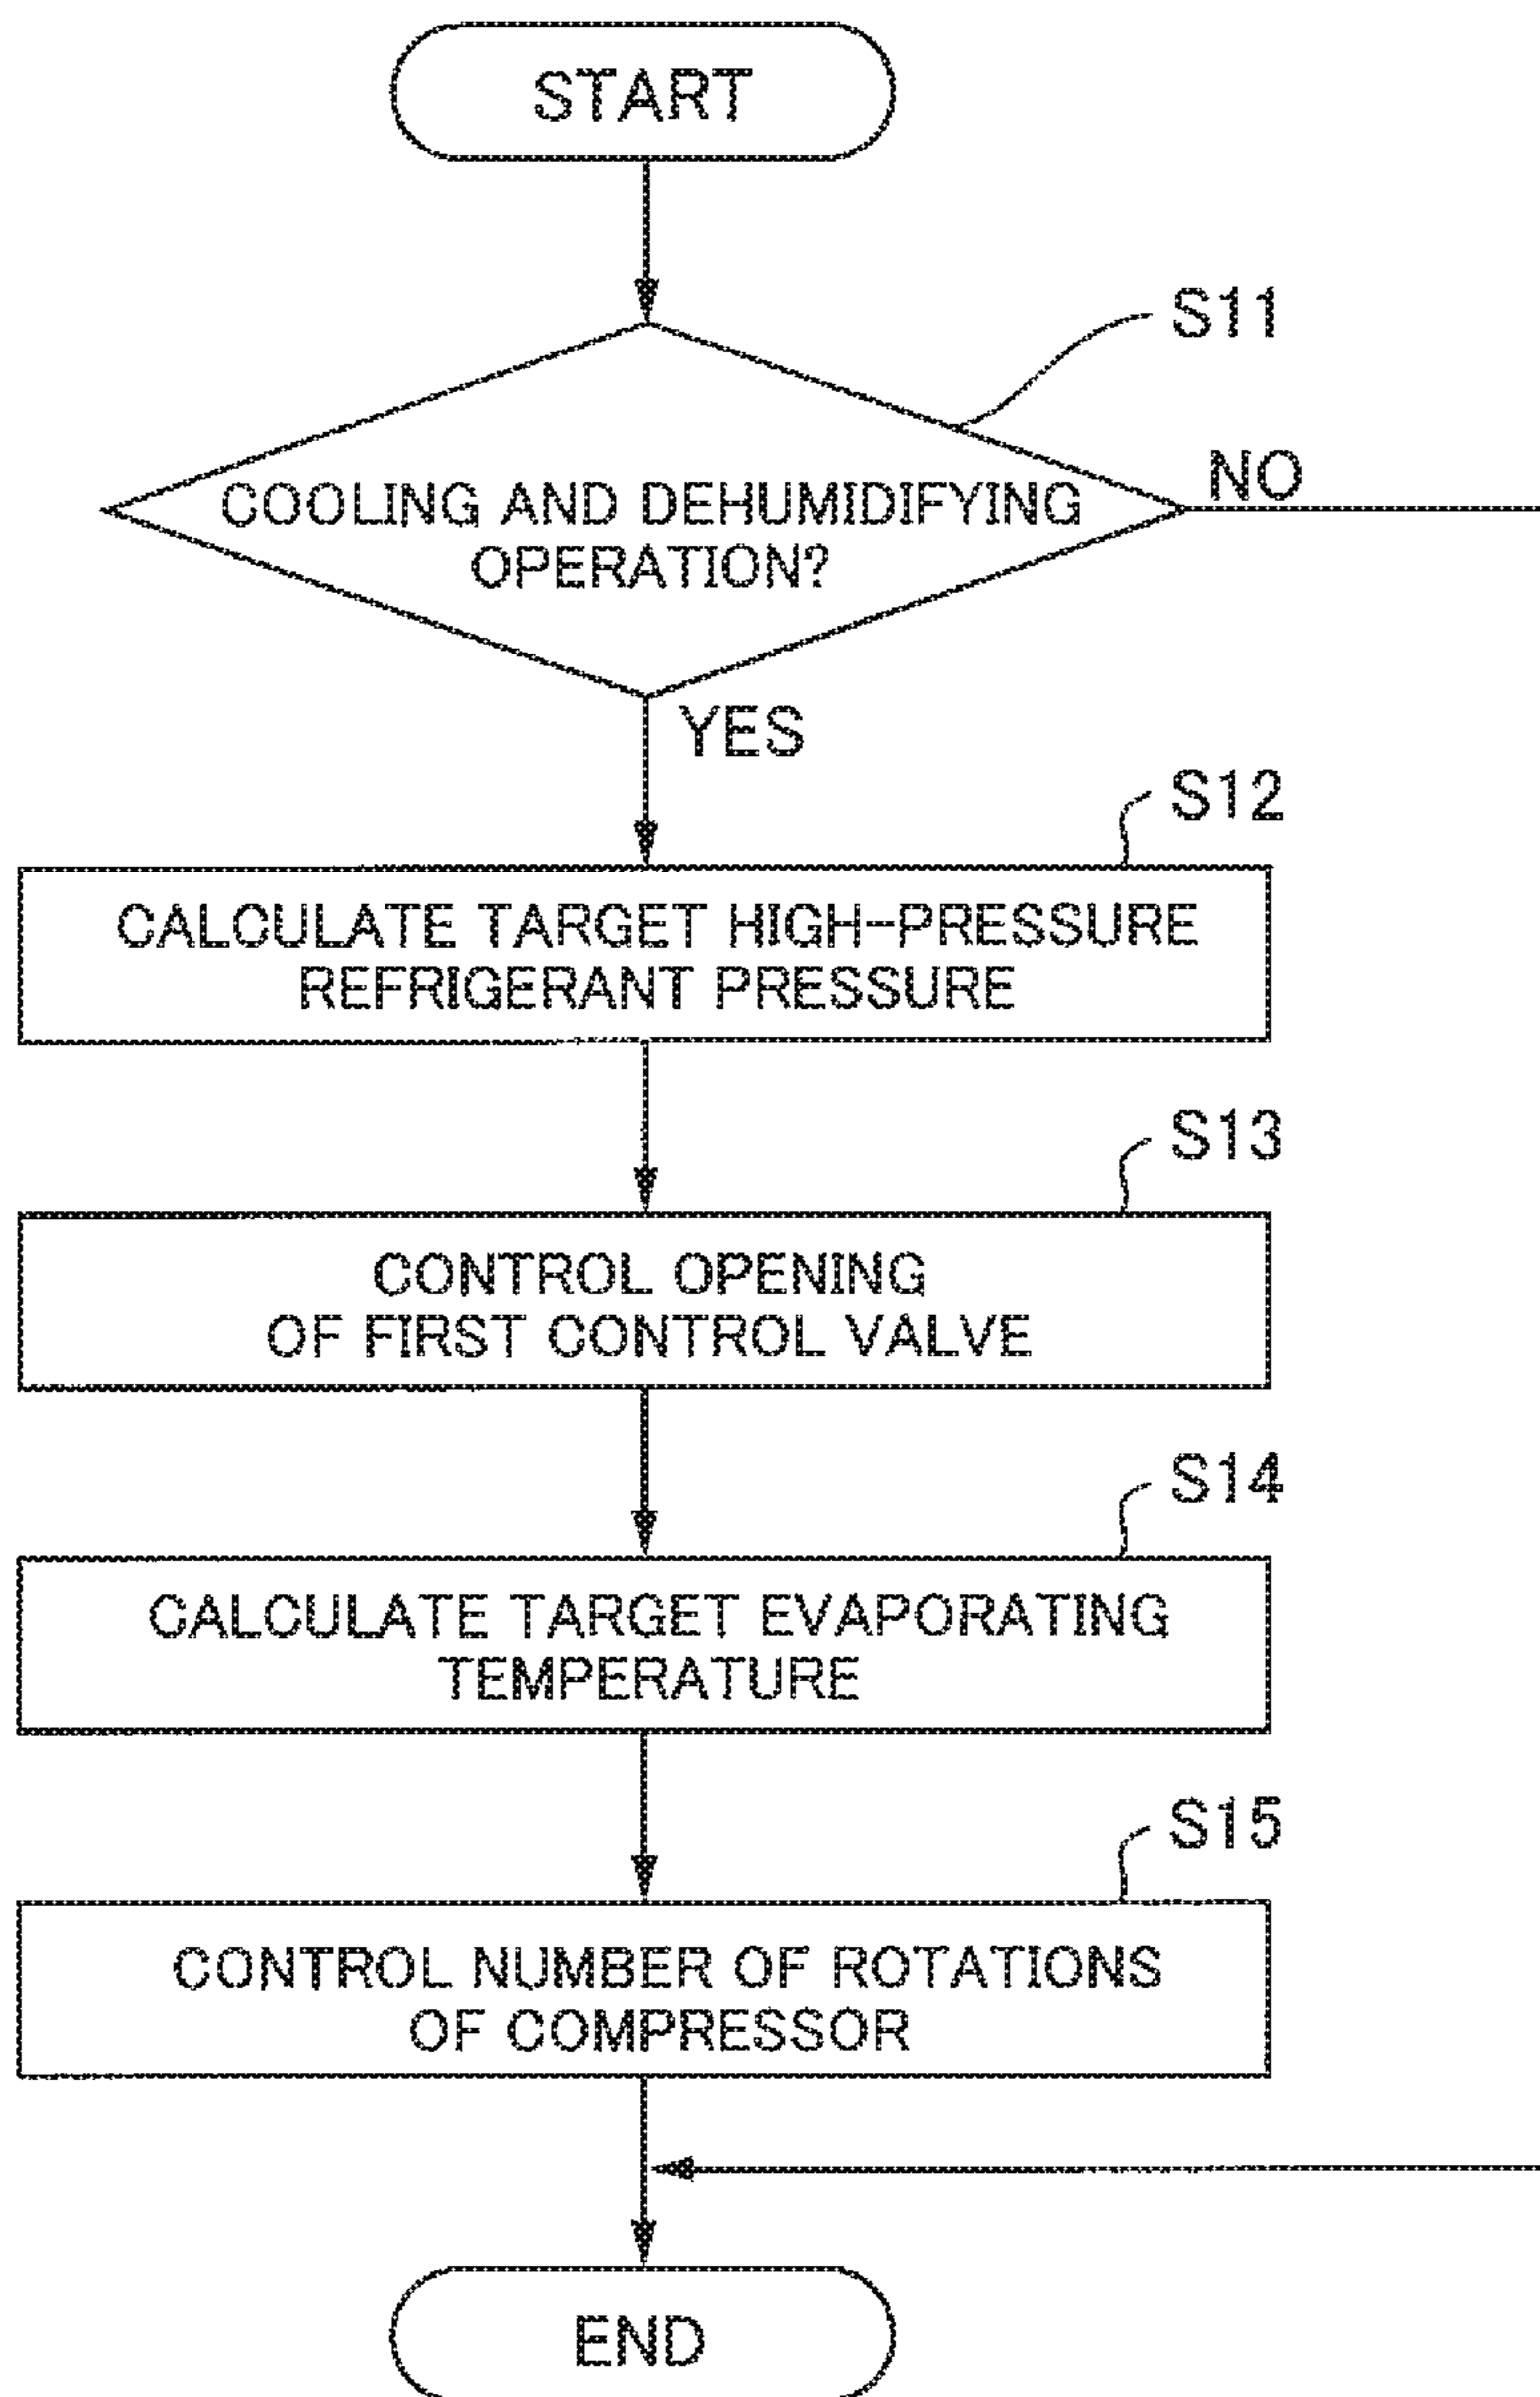 START
S11
COOLING AND DEHUMIDIFYING
OPERATION?
NO
YES
S12
CALCULATE TARGET HIGH-PRESSURE
REFRIGERANT PRESSURE
S13
CONTROL OPENING
OF FIRST CONTROL VALVE
S14
CALCULATE TARGET EVAPORATING
TEMPERATURE
S15
CONTROL NUMBER OF ROTATIONS
OF COMPRESSOR
END